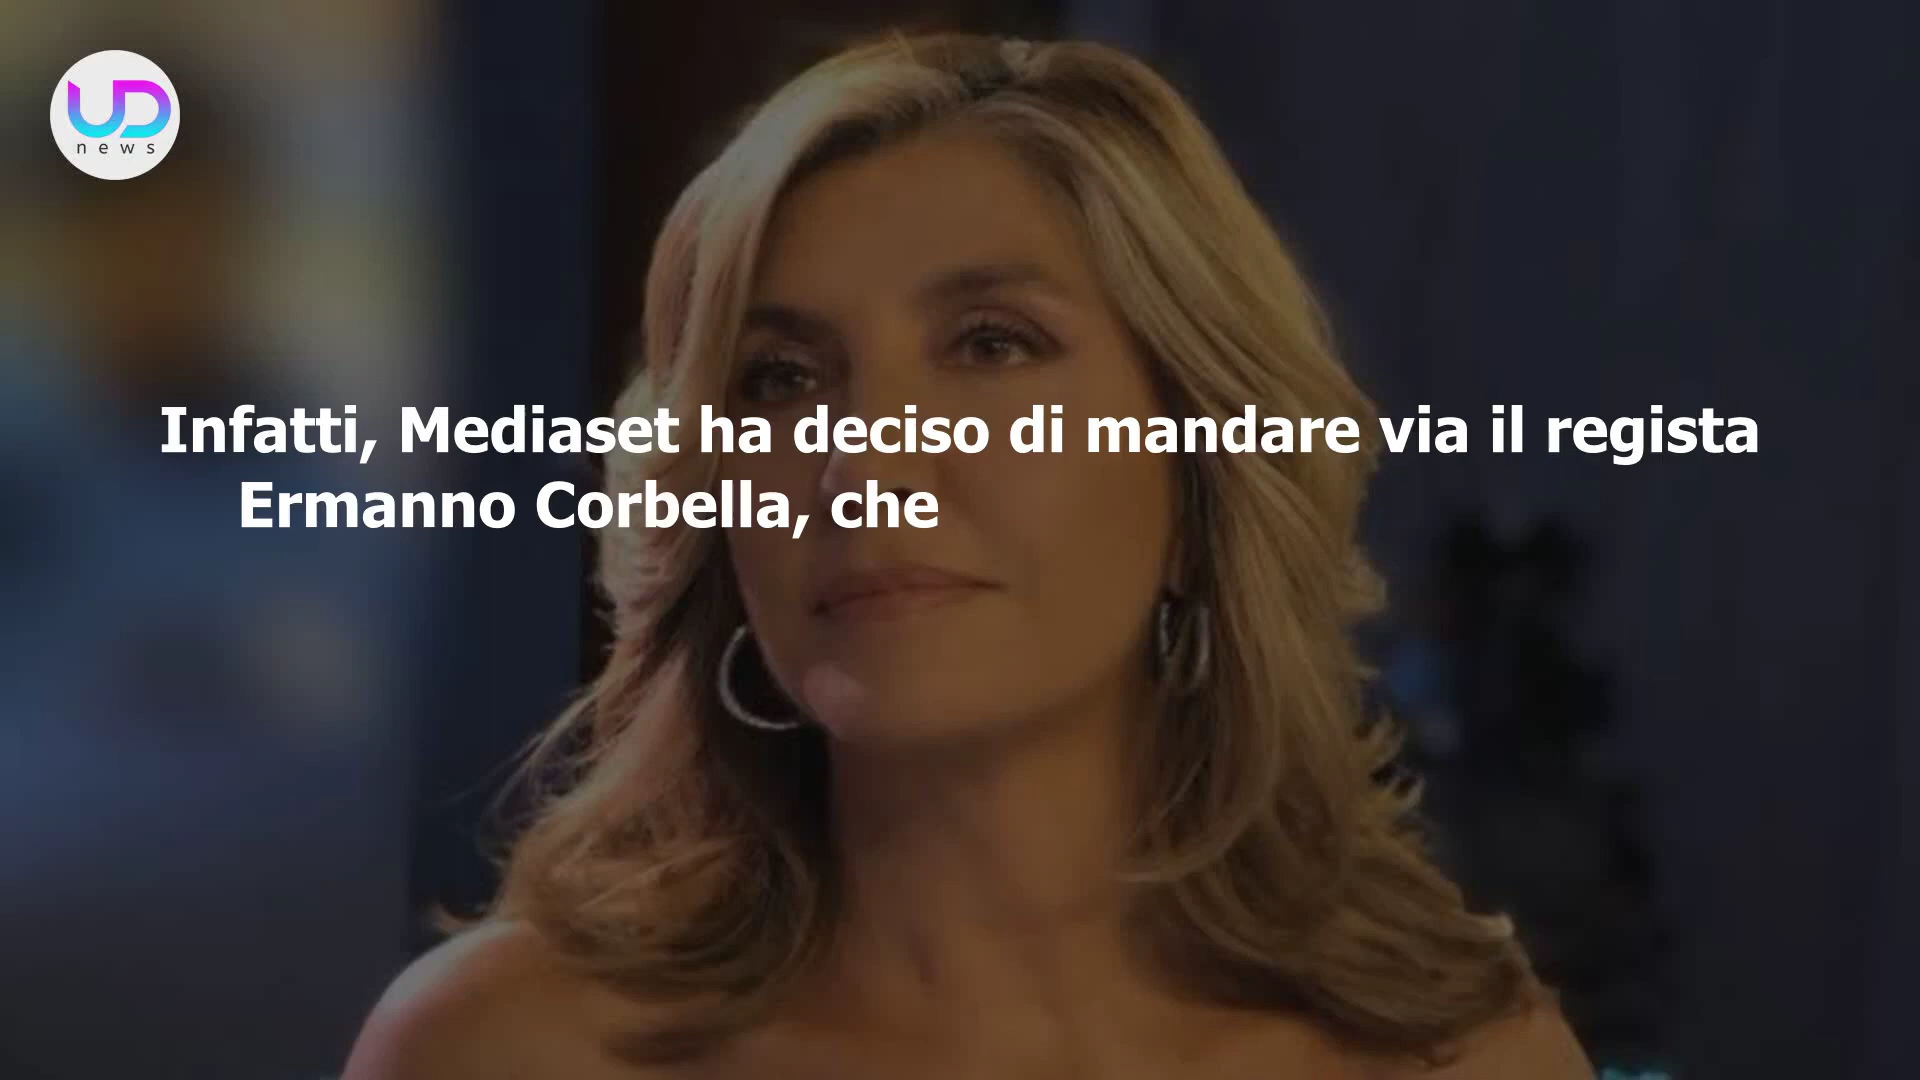 UD
news
Infatti, Mediaset ha deciso di mandare via il regista
Ermanno Corbella, che